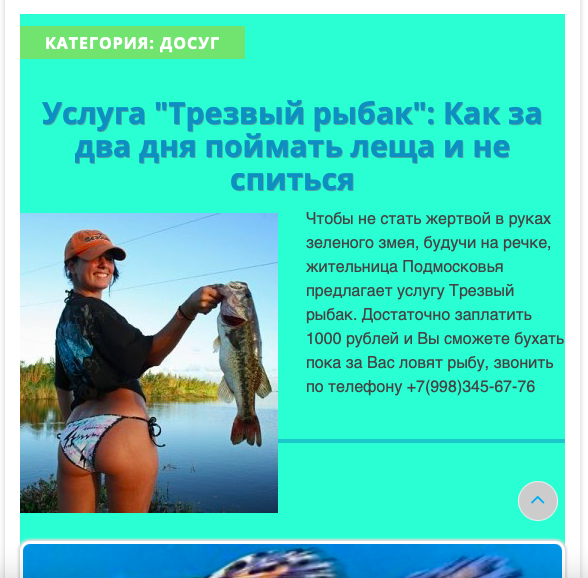 КАТЕГОРИЯ: ДОСУГ
Услуга "Трезвый рыбак": Как за
два дня поймать леща и не
спиться
Чтобы не стать жертвой в руках
зеленого змея, будучи на речке,
жительница Подмосковья
предлагает услугу Трезвый
рыбак. Достаточно заплатить
1000 рублей и Вы сможете бухать
пока за Вас ловят рыбу, звонить
по телефону +7(998)345-67-76